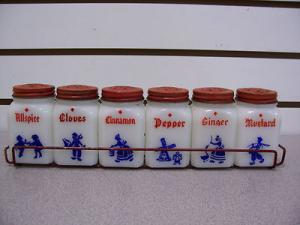 Allspice
Cloves
Cinnamon
Pepper
Ginger
Mustard